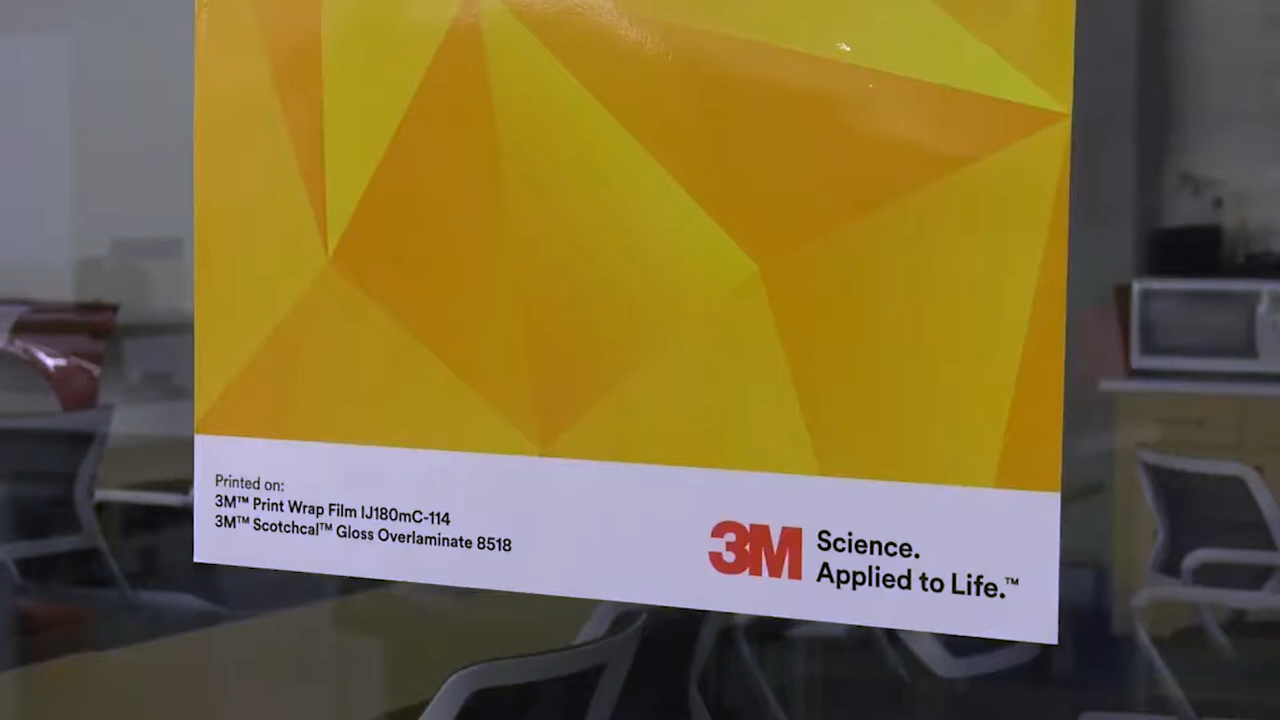 Printed on:
3M™ Print Wrap Film IJ180mC-114
3M™ Scotchcal™ Gloss Overlaminate 8518
3M
Science.
Applied to Life.™